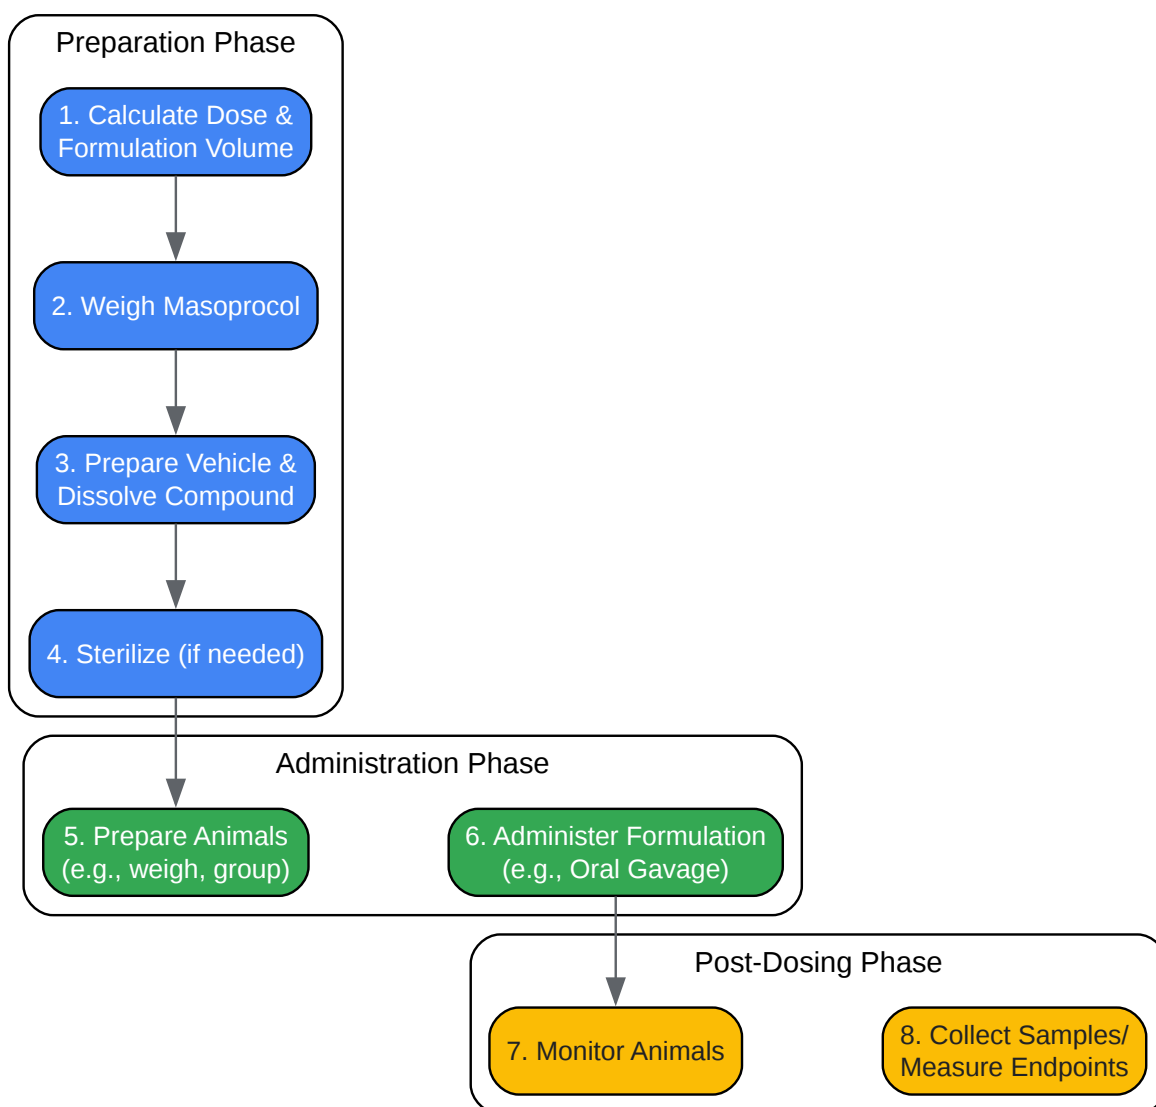 Preparation Phase
1. Calculate Dose &
Formulation Volume
2. Weigh Masoprocol
3. Prepare Vehicle &
Dissolve Compound
4. Sterilize (if needed)
Administration Phase
5. Prepare Animals
(e.g., weigh, group)
6. Administer Formulation
(e.g., Oral Gavage)
Post-Dosing Phase
7. Monitor Animals
8. Collect Samples/
Measure Endpoints